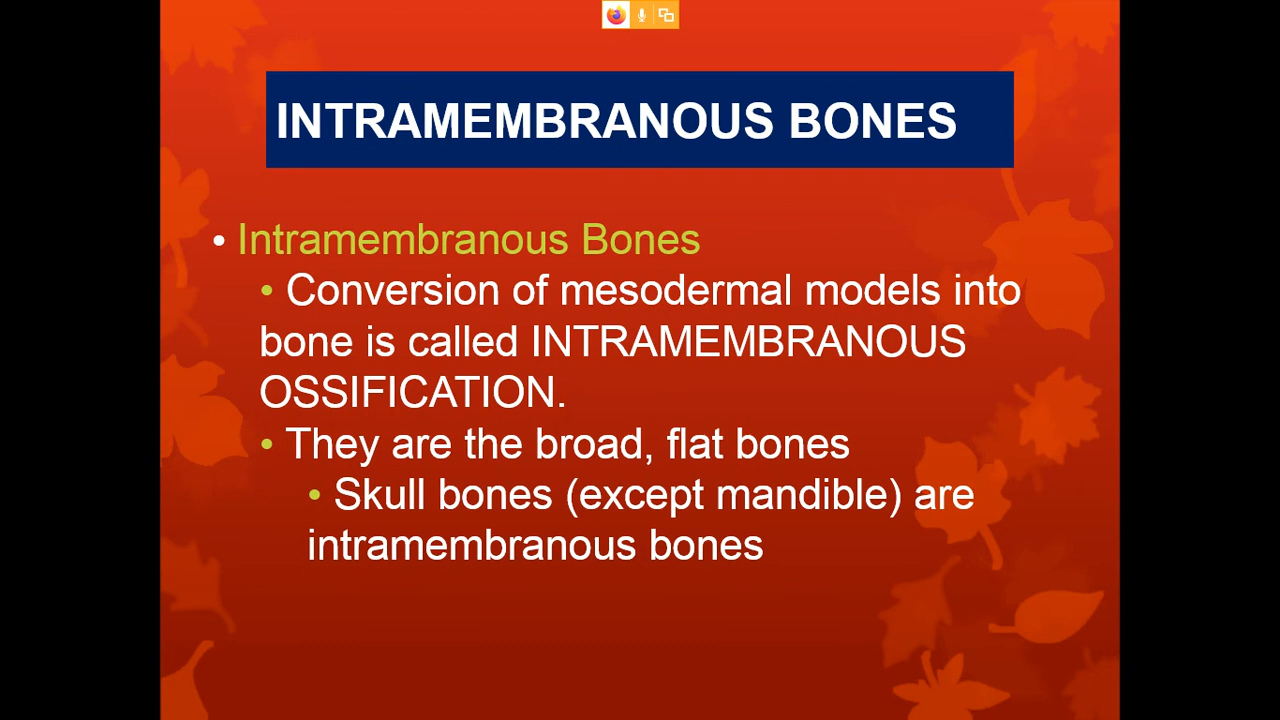 INTRAMEMBRANOUS BONES
• Intramembranous Bones
• Conversion of mesodermal models into
bone is called INTRAMEMBRANOUS
OSSIFICATION.
• They are the broad, flat bones
• Skull bones (except mandible) are
intramembranous bones